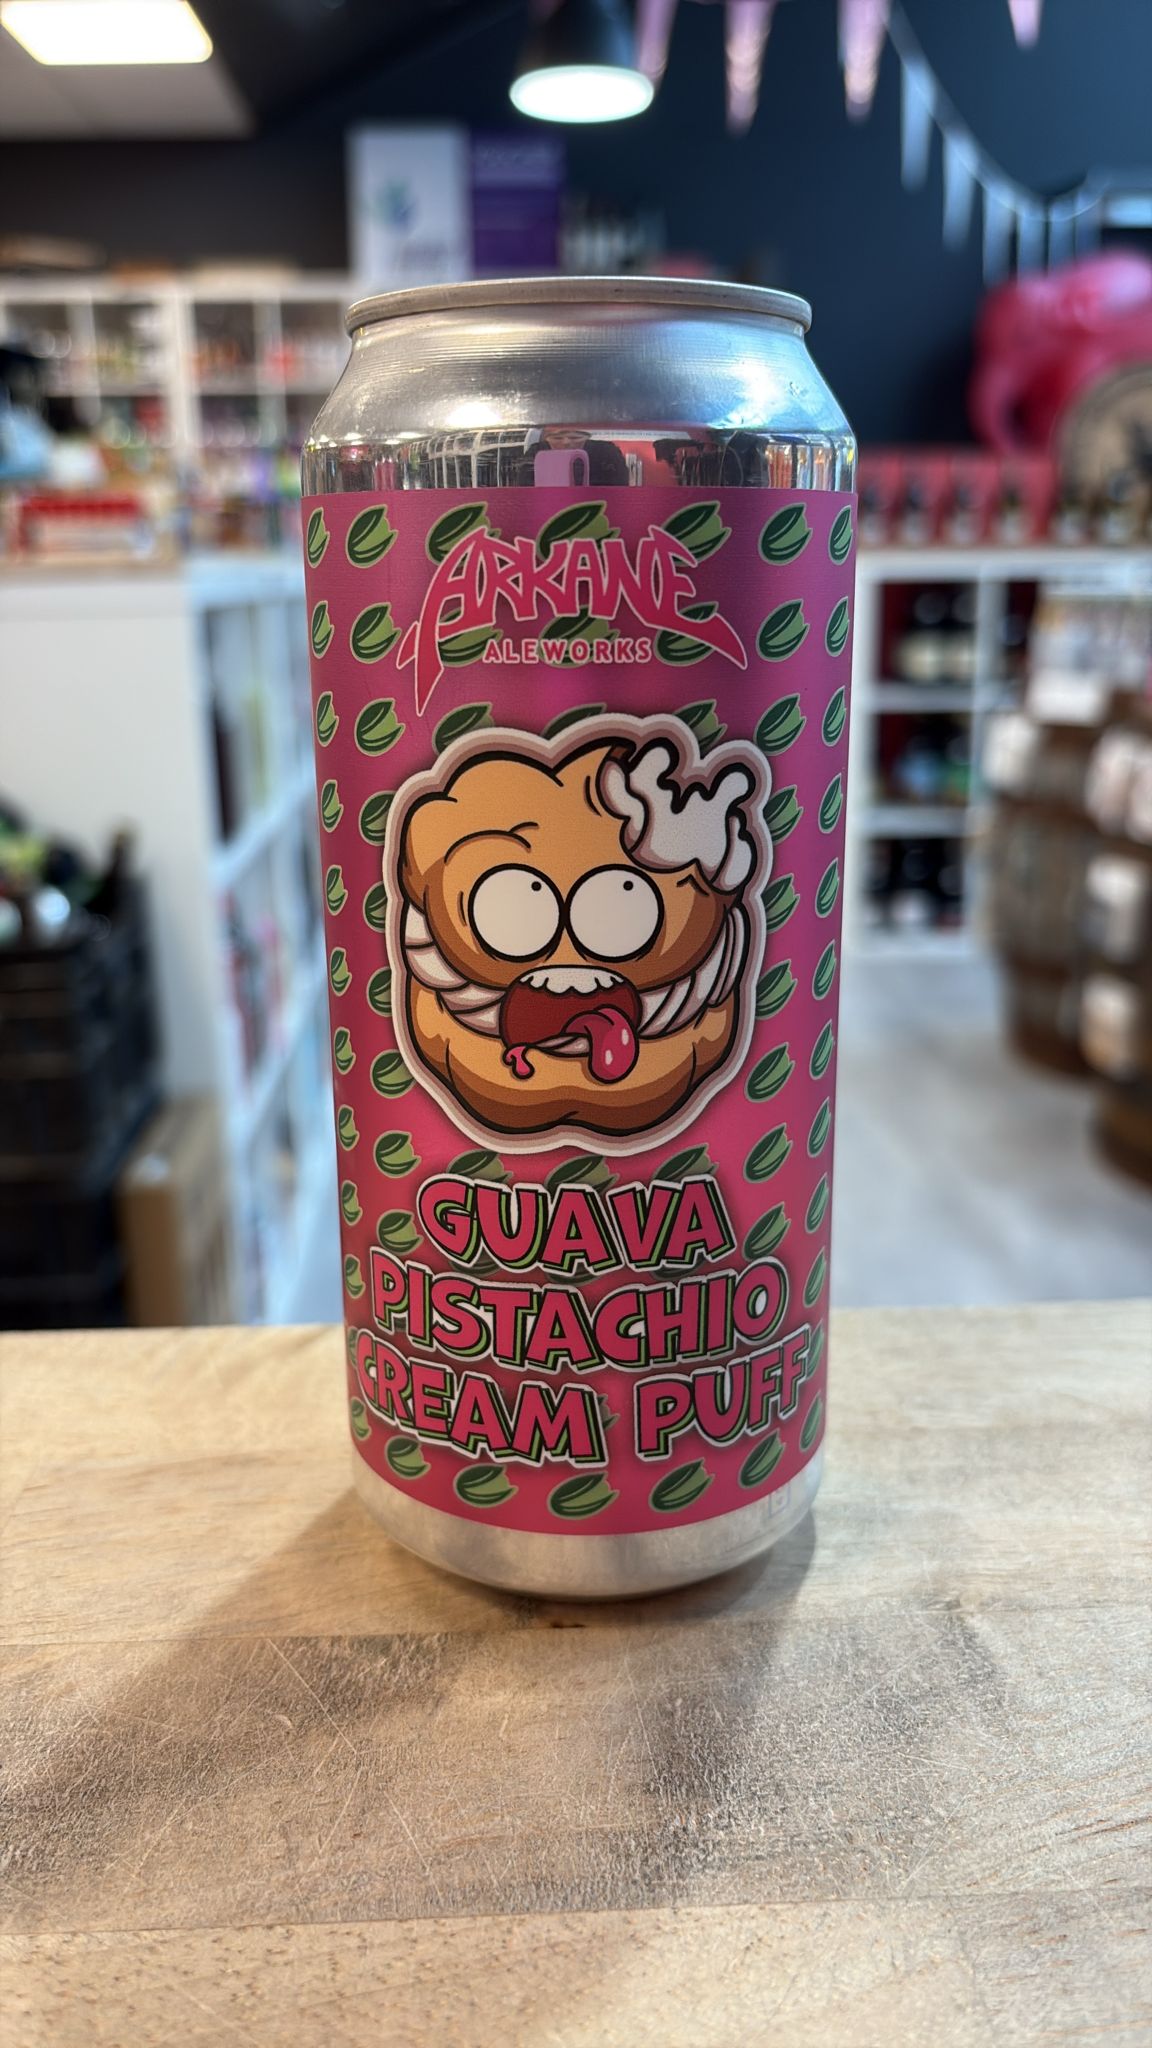 ARKANE
ALEWORKS
GUAVA
PISTACHIO
CREAM PUFF